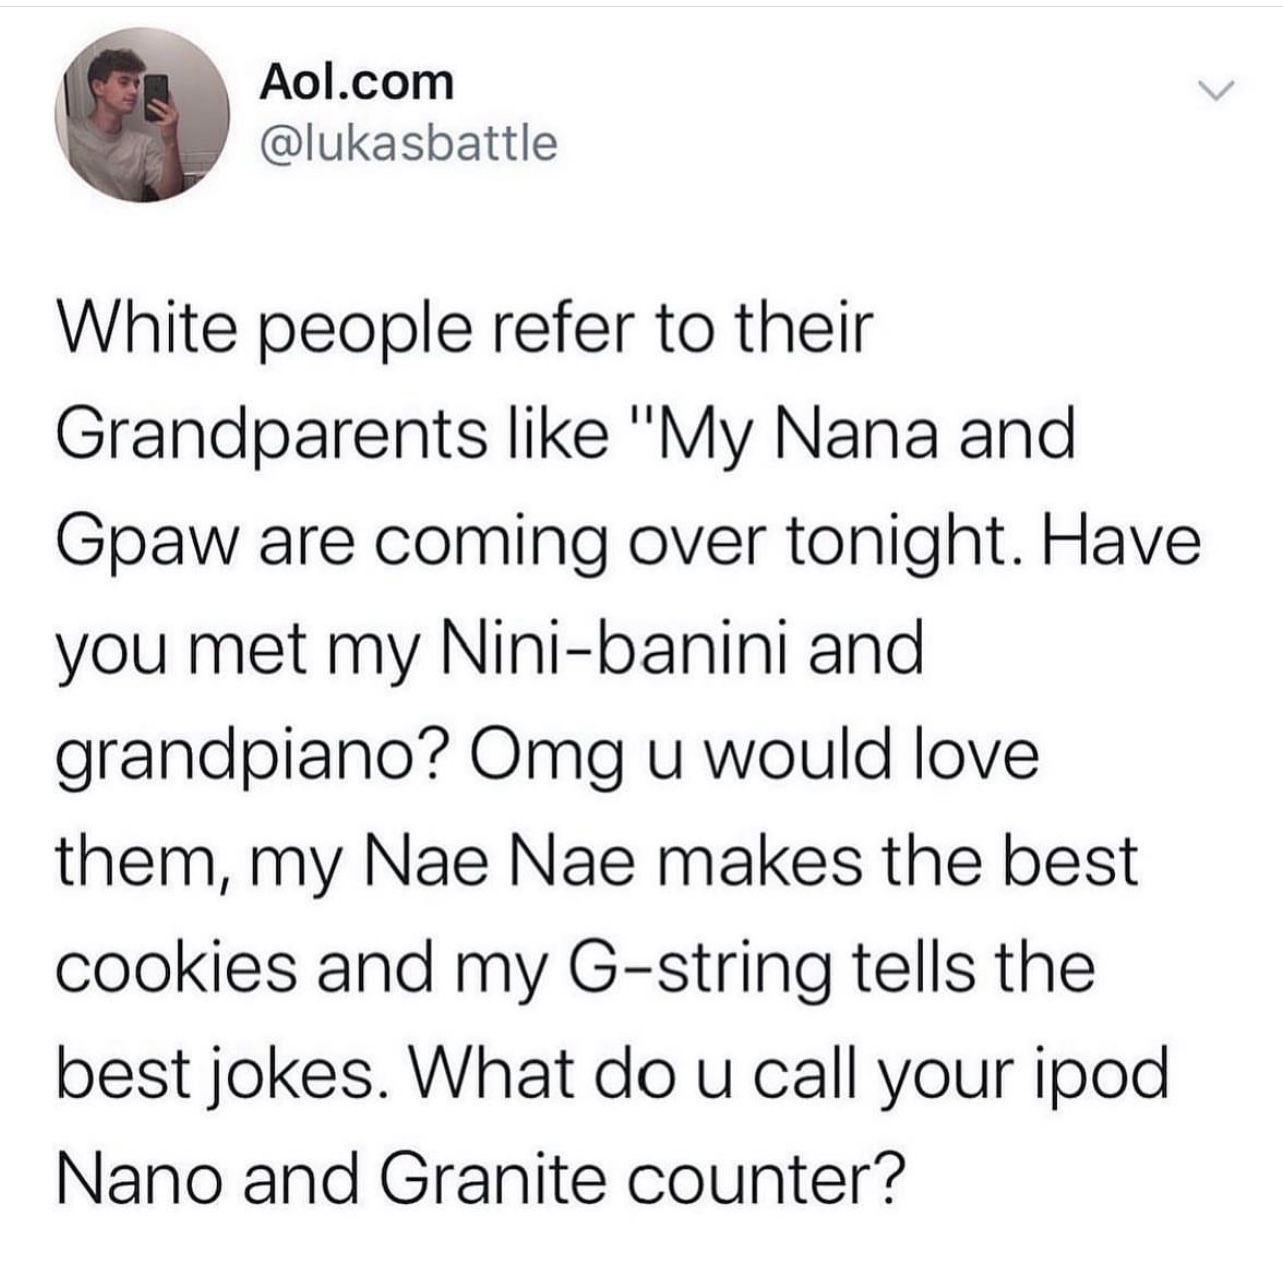 Aol.com
@lukasbattle
White people refer to their
Grandparents like "My Nana and
Gpaw are coming over tonight. Have
you met my Nini-banini and
grandpiano? Omg u would love
them, my Nae Nae makes the best
cookies and my G-string tells the
best jokes. What do u call your ipod
Nano and Granite counter?